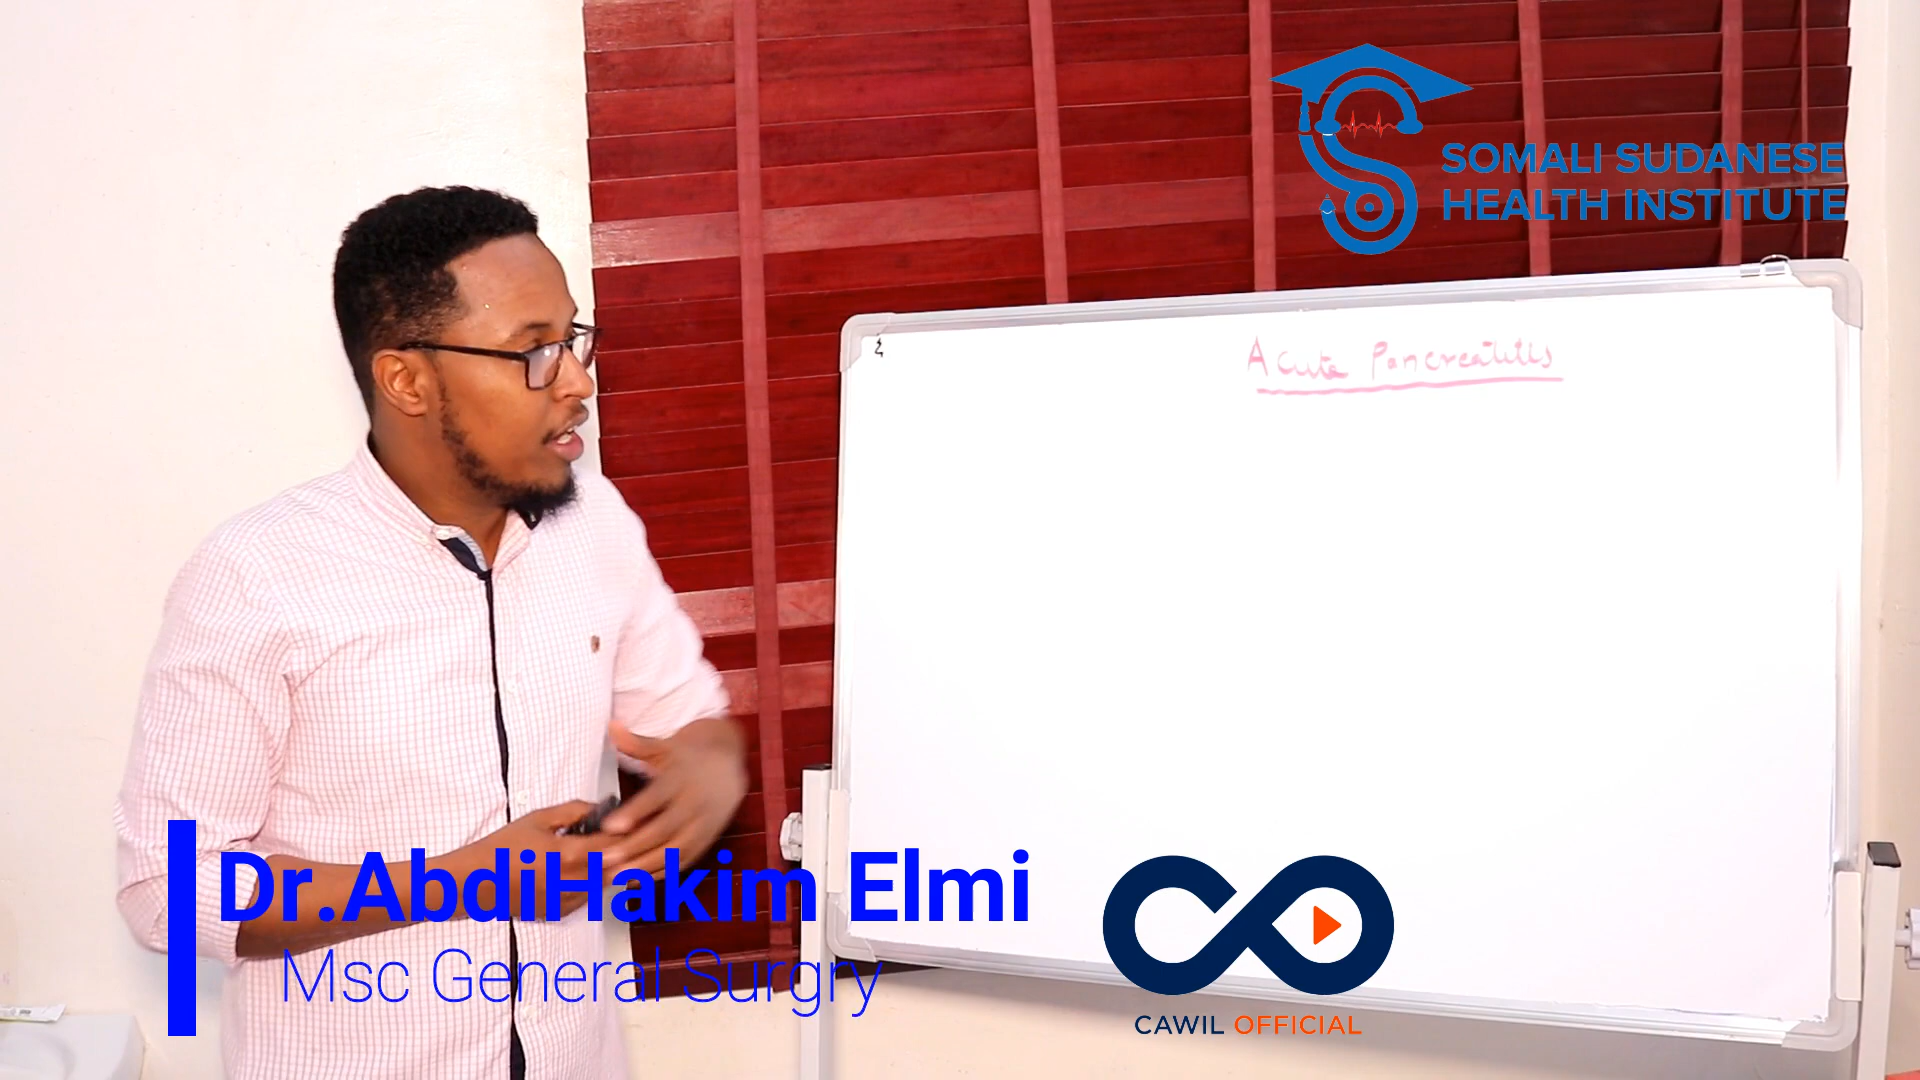 SOMALI SUDANESE
HEALTH INSTITUTE
Acute Pancreatitis
Dr.AbdiHakim Elmi
Msc General Surgry
CAWIL OFFICIAL